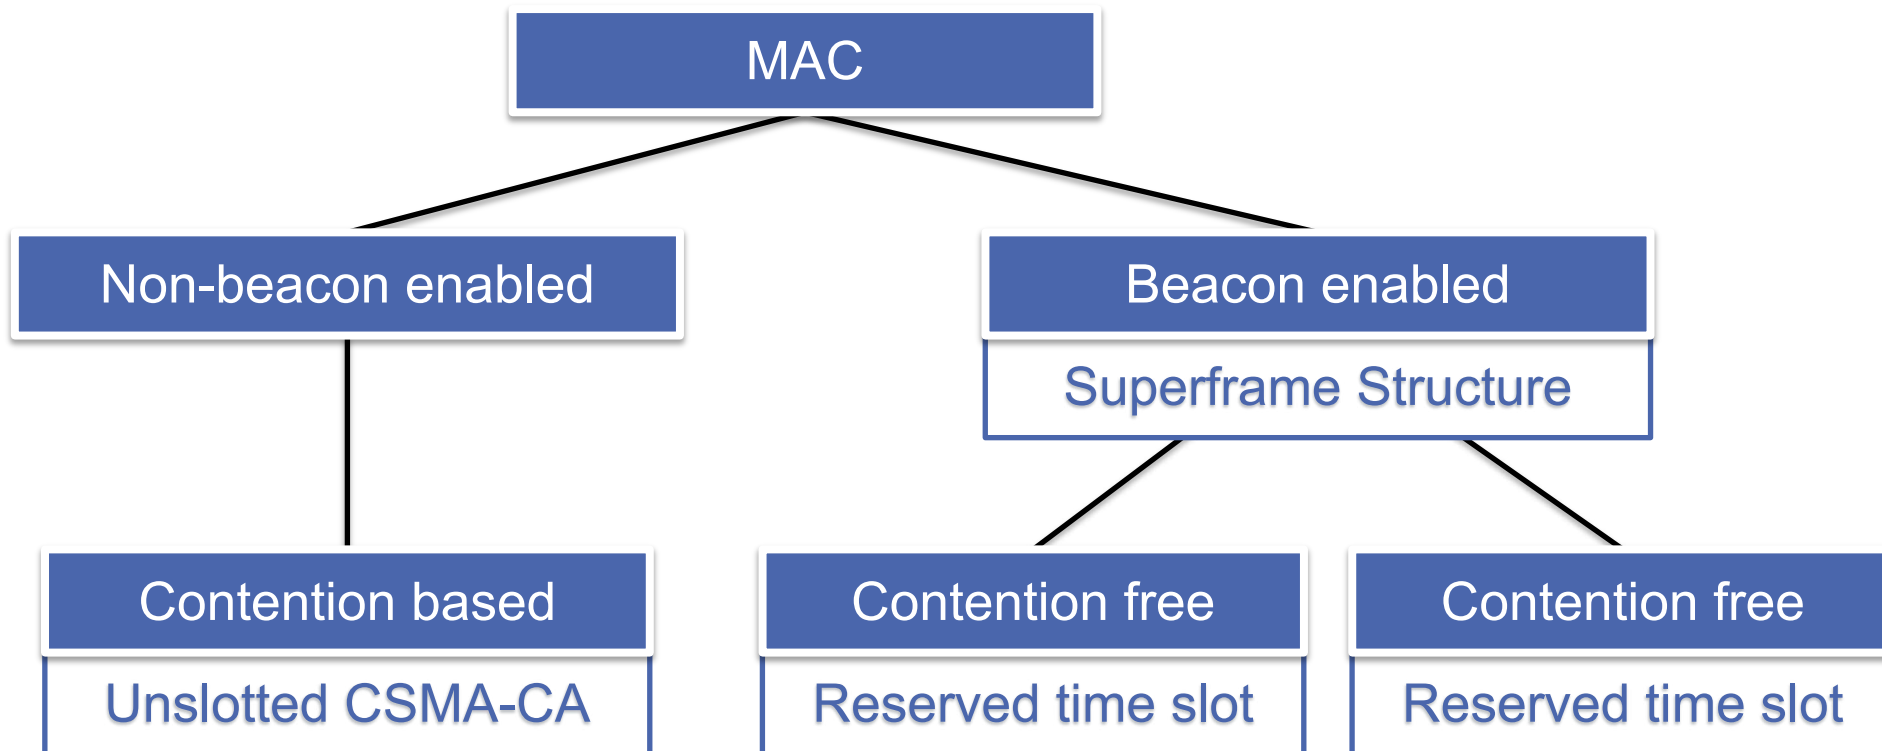 MAC
Non-beacon enabled
Beacon enabled
Superframe Structure
Contention based
Contention free
Contention free
Unslotted CSMA-CA
Reserved time slot
Reserved time slot